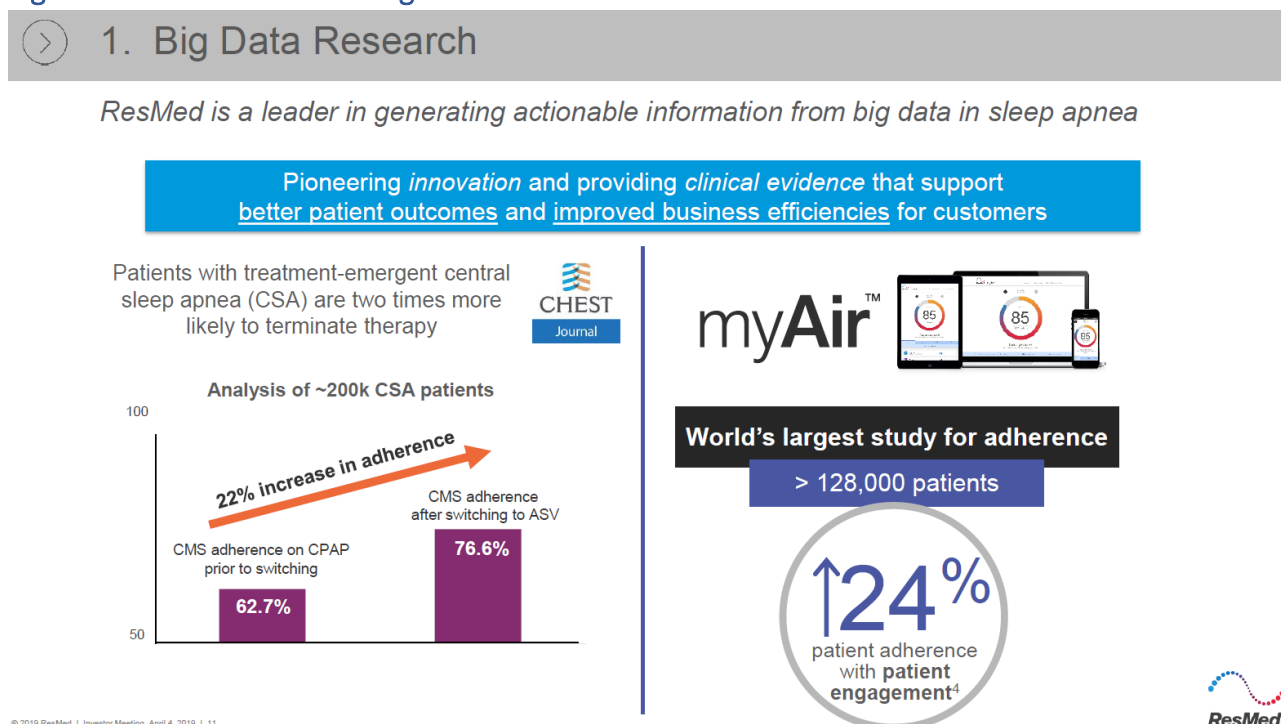 1. Big Data Research
ResMed is a leader in generating actionable information from big data in sleep apnea
Pioneering innovation and providing clinical evidence that support
better patient outcomes and improved business efficiencies for customers
Patients with treatment-emergent central
sleep apnea (CSA) are two times more
likely to terminate therapy
CHEST
Journal
Analysis of ~200k CSA patients
100
22% increase in adherence
CMS adherence
after switching to ASV
76.6%
CMS adherence on CPAP
prior to switching
62.7%
50
myAir™
85
85
85
World's largest study for adherence
> 128,000 patients
↑24%
patient adherence
with patient
engagement4
ResMed
© 2019 ResMed | Investor Meeting April 4, 2019 | 11